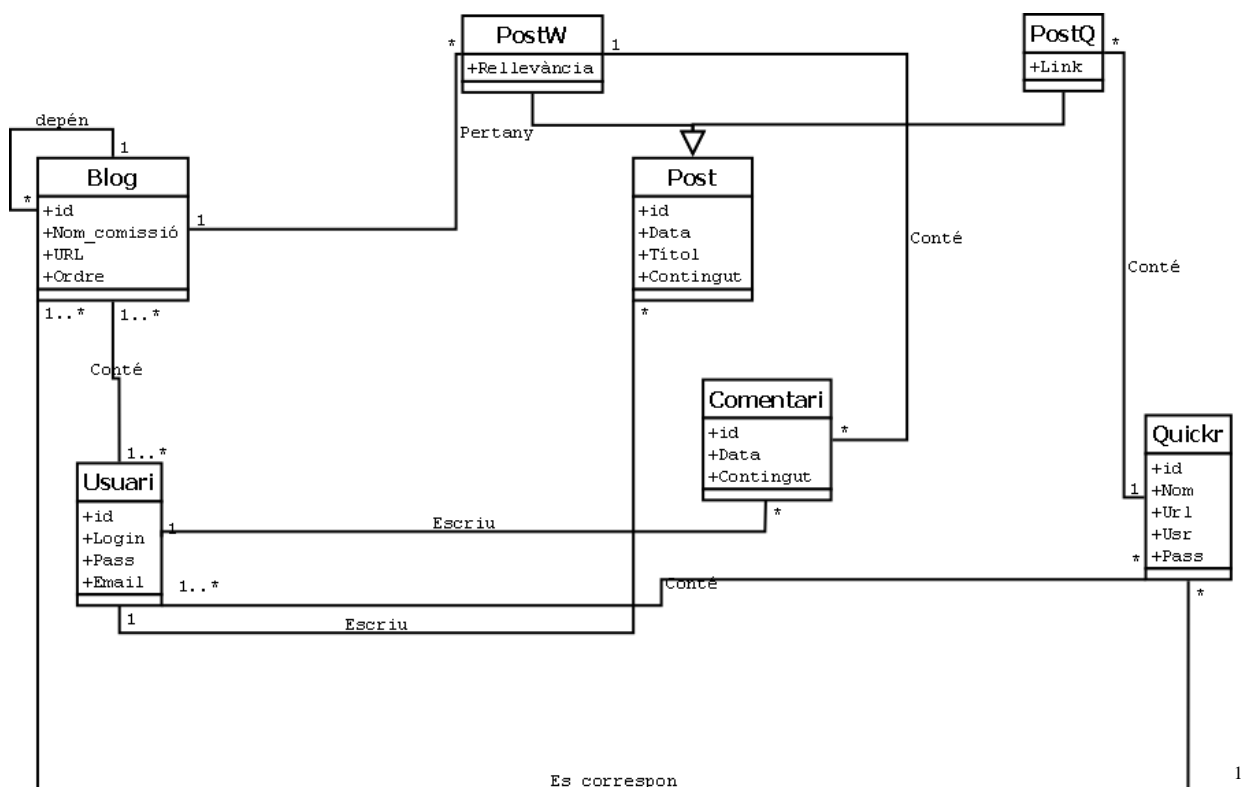 * PostW 1
+Rellevància
PostQ *
+Link
depén
1
Pertany
Blog
*
+id
+Nom_comissió
+URL
+Ordre
1
1..* 1..*
Post
+id
+Data
+Títol
+Contingut
*
Conté
Conté
Conté
Comentari
+id
+Data
+Contingut
*
*
Quickr
+id
+Nom
+Url
+Usr
+Pass
1
*
*
1..*
Usuari
+id
+Login
+Pass
+Email
1
Escriu
1..*
Conté
1
Escriu
Es correspon
1